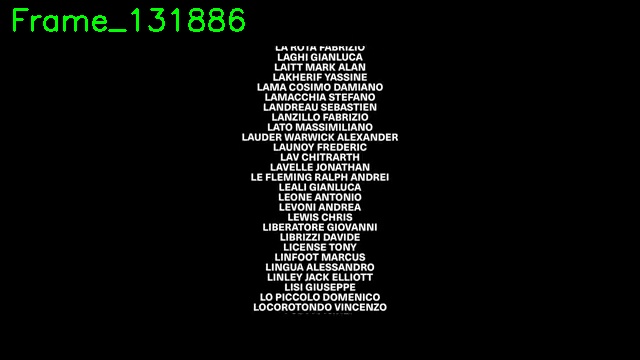 Frame_131886
LA ROTA FABRIZIO
LAGHI GIANLUCA
LAITT MARK ALAN
LAKHERIF YASSINE
LAMA COSIMO DAMIANO
LAMACCHIA STEFANO
LANDREAU SEBASTIEN
LANZILLO FABRIZIO
LATO MASSIMILIANO
LAUDER WARWICK ALEXANDER
LAUNOY FREDERIC
LAV CHITRARTH
LAVELLE JONATHAN
LE FLEMING RALPH ANDREI
LEALI GIANLUCA
LEONE ANTONIO
LEVONI ANDREA
LEWIS CHRIS
LIBERATORE GIOVANNI
LIBRIZZI DAVIDE
LICENSE TONY
LINFOOT MARCUS
LINGUA ALESSANDRO
LINLEY JACK ELLIOTT
LISI GIUSEPPE
LO PICCOLO DOMENICO
LOCOROTONDO VINCENZO